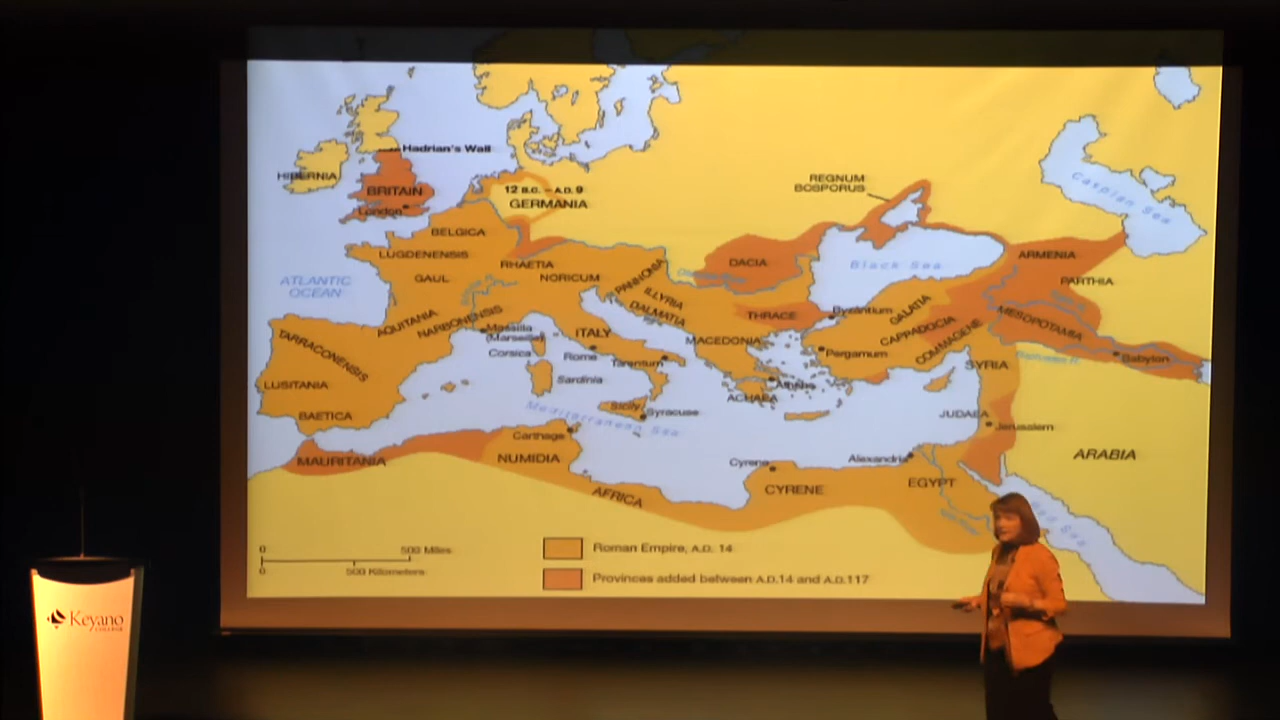 Hadrian's Wall
HIBERNIA
BRITAIN
London
12 B.C. – A.D. 9
GERMANIA
REGNUM
BOSPORUS
Caspian Sea
BELGICA
LUGDENENSIS
RHAETIA
GAUL
NORICUM
PANNONIA
DACIA
Black Sea
ARMENIA
PARTHIA
ATLANTIC
OCEAN
ILLYRIA
DALMATIA
THRACE
Byzantium
GALATIA
CAPPADOCIA
COMMAGENE
MESOPOTAMIA
AQUITANIA
NARBONENSIS
Massilia
(Marseille)
ITALY
MACEDONIA
Pergamum
Babylon
Corsica
Rome
Tarentum
SYRIA
Euphrates R.
TARRACONENSIS
LUSITANIA
Sardinia
Athens
ACHAEA
BAETICA
Sicily
Syracuse
Mediterranean Sea
JUDAEA
Jerusalem
Carthage
MAURITANIA
NUMIDIA
Cyrene
Alexandria
ARABIA
AFRICA
CYRENE
EGYPT
Red Sea
0 500 Miles
0 500 Kilometers
Roman Empire, A.D. 14
Provinces added between A.D.14 and A.D.117
Keyano
COLLEGE